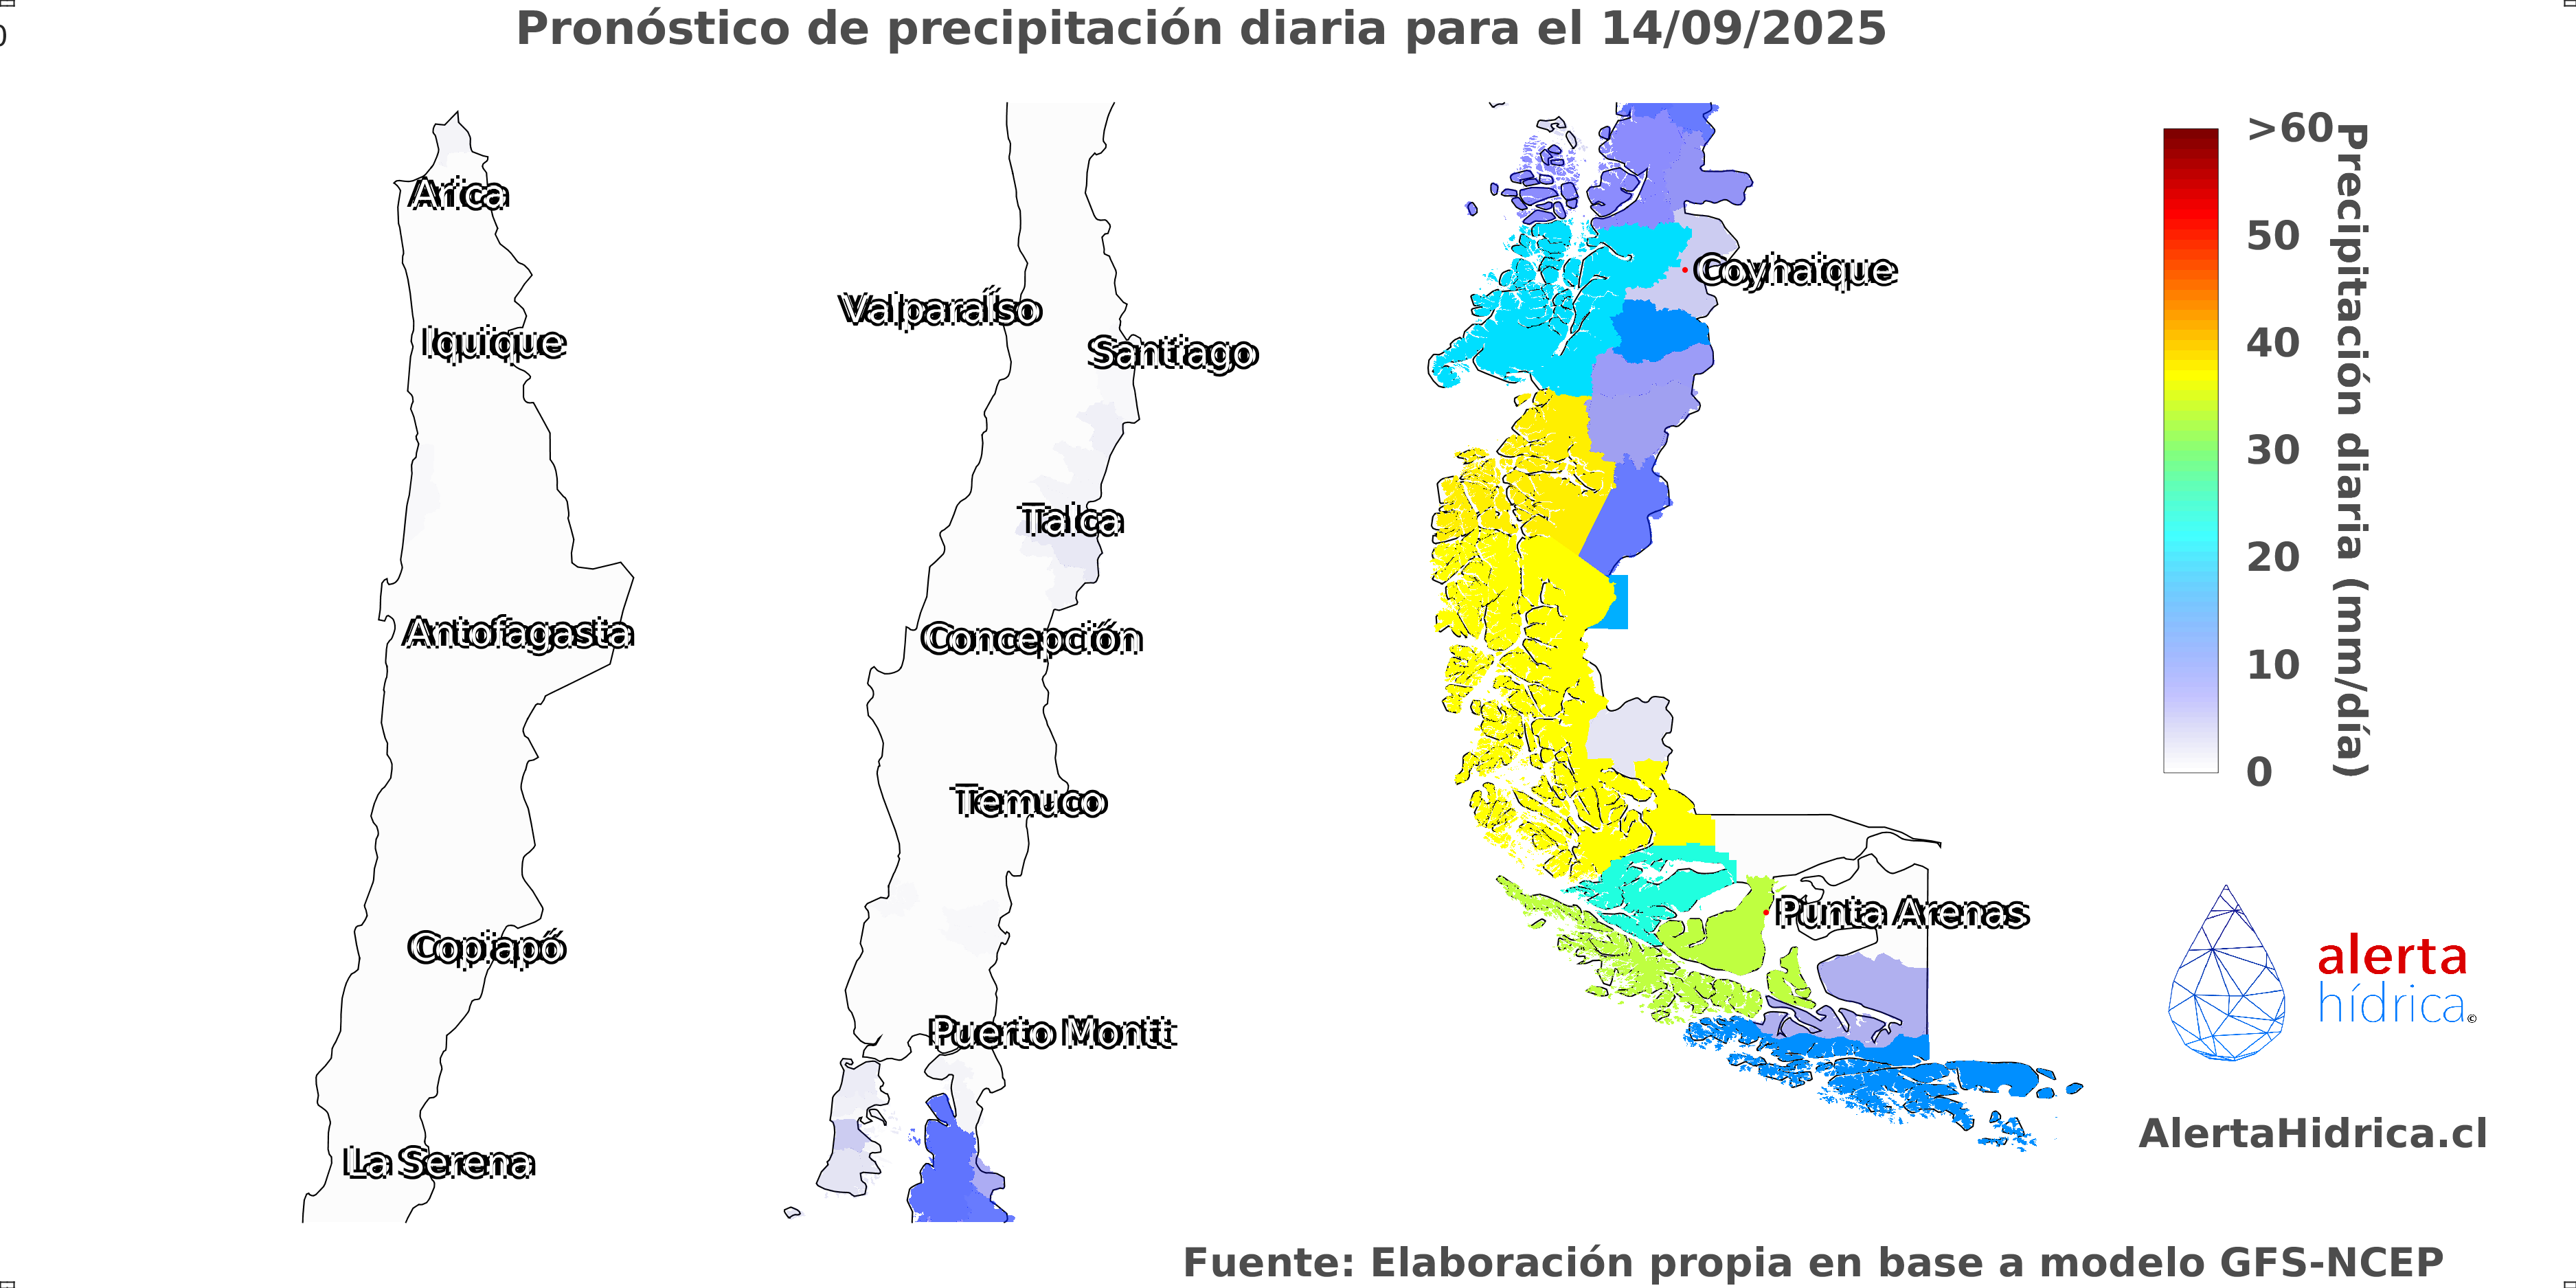 Pronóstico de precipitación diaria para el 14/09/2025
0
Arica
Iquique
Antofagasta
Copiapó
La Serena
Valparaíso
Santiago
Talca
Concepción
Temuco
Puerto Montt
Coyhaique
Punta Arenas
>60
50
40
30
20
10
0
Precipitación diaria (mm/día)
alerta
hídrica©
AlertaHidrica.cl
Fuente: Elaboración propia en base a modelo GFS-NCEP